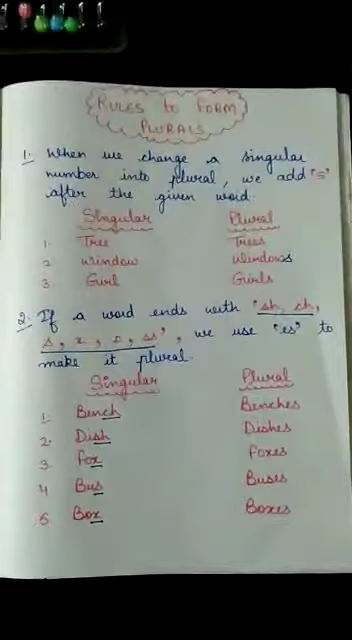 RULES to FORM
PLURALS
1. When we change a singular
number into plural, we add "s"
after the given word.
Singular Plural
1. Tree Trees
2. Window Windows
3. Girl Girls
2. If a word ends with "sh, ch,
s, x, o, ss", we use "es" to
make it plural.
Singular Plural
1. Bench Benches
2. Dish Dishes
3. Fox Foxes
4. Bus Buses
5. Box Boxes